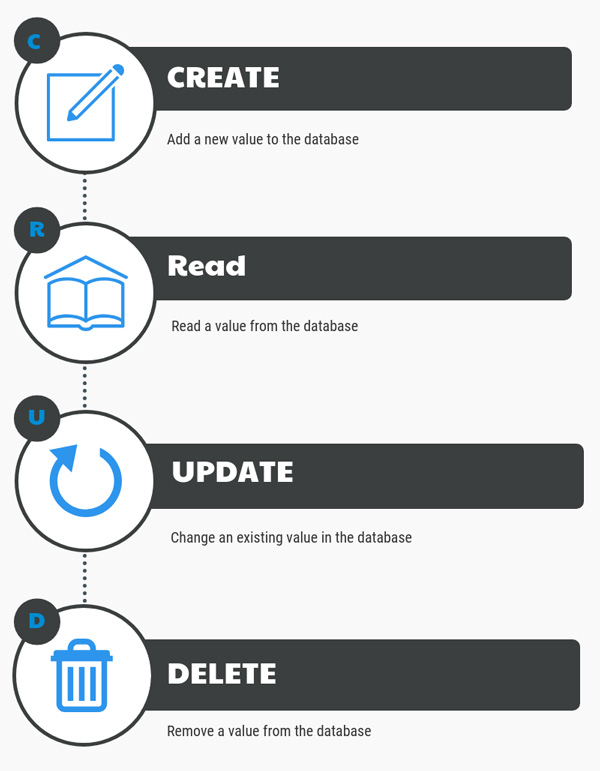 C
CREATE
Add a new value to the database
R
Read
Read a value from the database
U
UPDATE
Change an existing value in the database
D
DELETE
Remove a value from the database